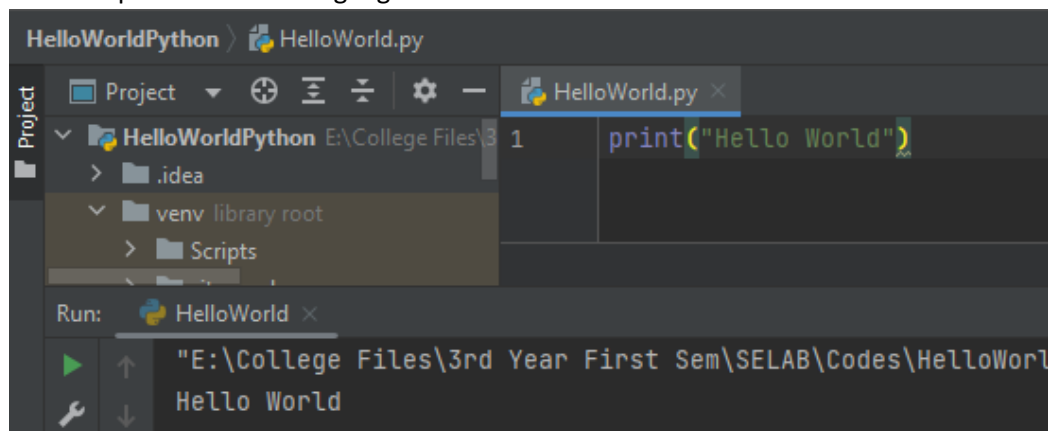 HelloWorldPython 〉 HelloWorld.py
Project
Project
HelloWorld.py ×
HelloWorldPython E:\College Files\3
1 print("Hello World")
.idea
venv library root
Scripts
Run: HelloWorld ×
"E:\College Files\3rd Year First Sem\SELAB\Codes\HelloWorl
Hello World